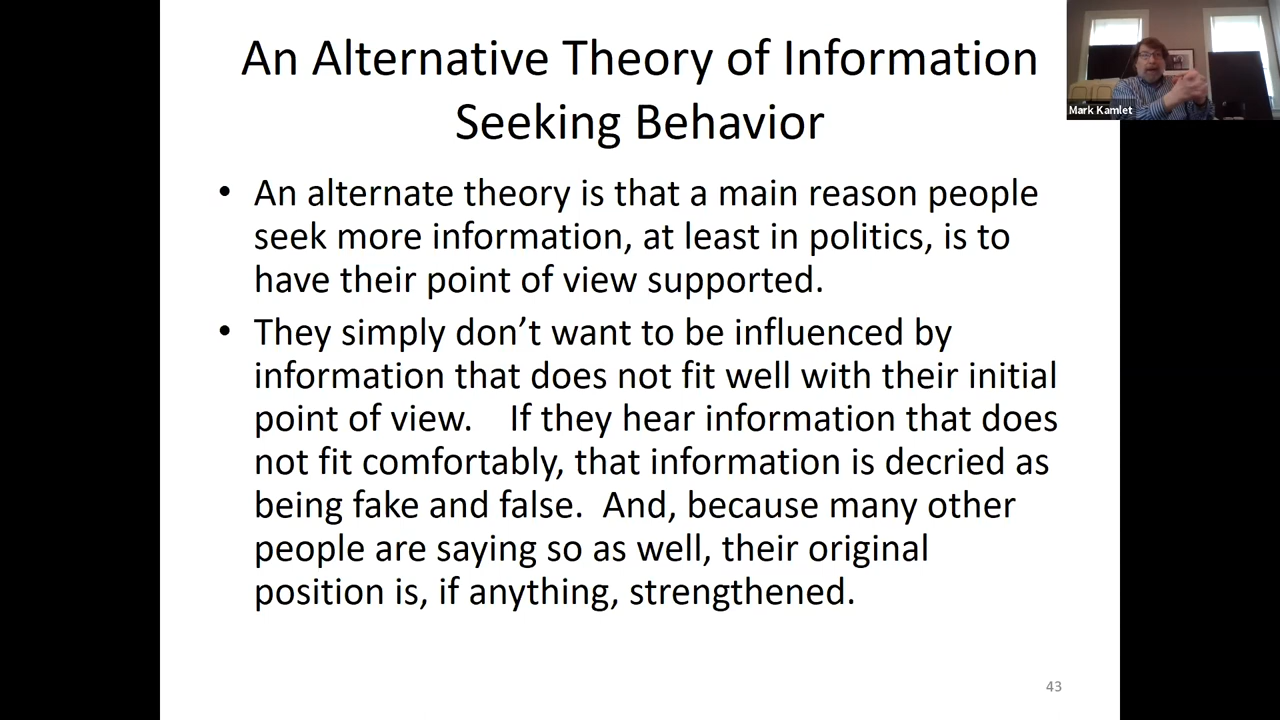 An Alternative Theory of Information
Seeking Behavior
Mark Kamlet
• An alternate theory is that a main reason people
seek more information, at least in politics, is to
have their point of view supported.
• They simply don’t want to be influenced by
information that does not fit well with their initial
point of view.    If they hear information that does
not fit comfortably, that information is decried as
being fake and false.  And, because many other
people are saying so as well, their original
position is, if anything, strengthened.
43